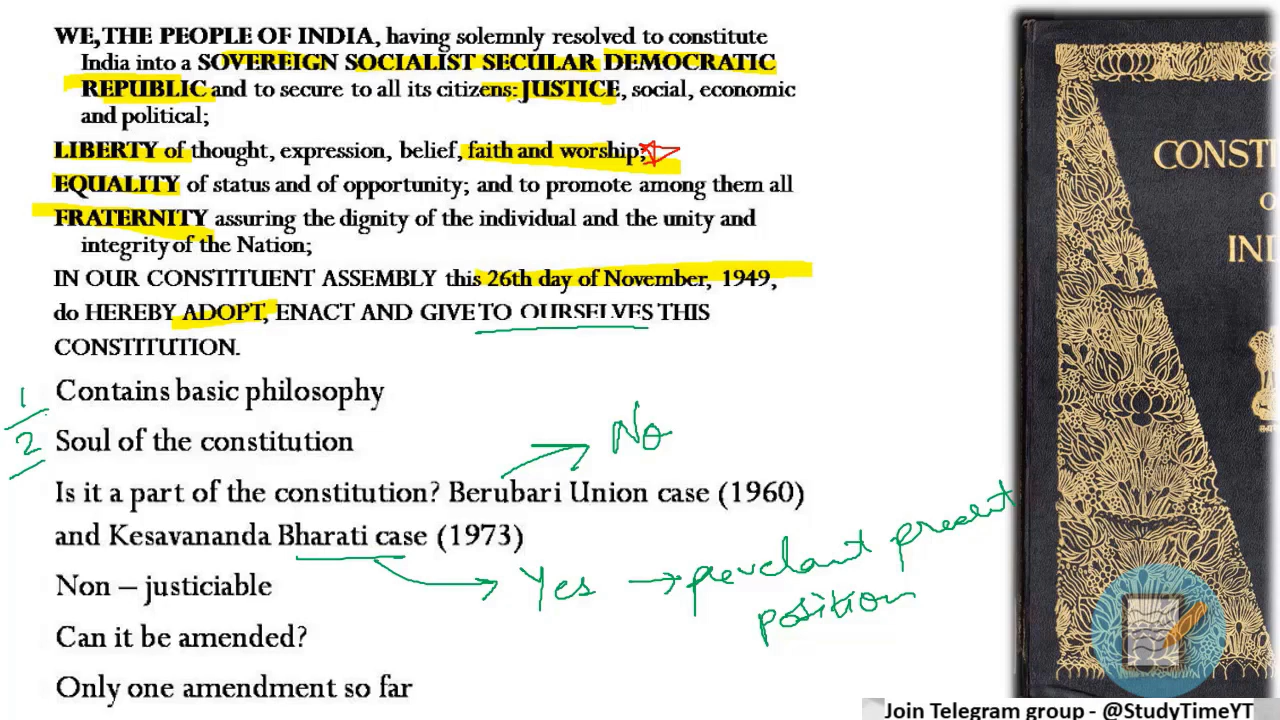 WE, THE PEOPLE OF INDIA, having solemnly resolved to constitute
India into a SOVEREIGN SOCIALIST SECULAR DEMOCRATIC
REPUBLIC and to secure to all its citizens: JUSTICE, social, economic
and political;
LIBERTY of thought, expression, belief, faith and worship;
EQUALITY of status and of opportunity; and to promote among them all
FRATERNITY assuring the dignity of the individual and the unity and
integrity of the Nation;
IN OUR CONSTITUENT ASSEMBLY this 26th day of November, 1949,
do HEREBY ADOPT, ENACT AND GIVE TO OURSELVES THIS
CONSTITUTION.
1 Contains basic philosophy
2 Soul of the constitution
No
Is it a part of the constitution? Berubari Union case (1960)
and Kesavananda Bharati case (1973)
Yes → prevelant present
position
Non – justiciable
Can it be amended?
Only one amendment so far
CONSTI
O
IND
Join Telegram group - @StudyTimeYT